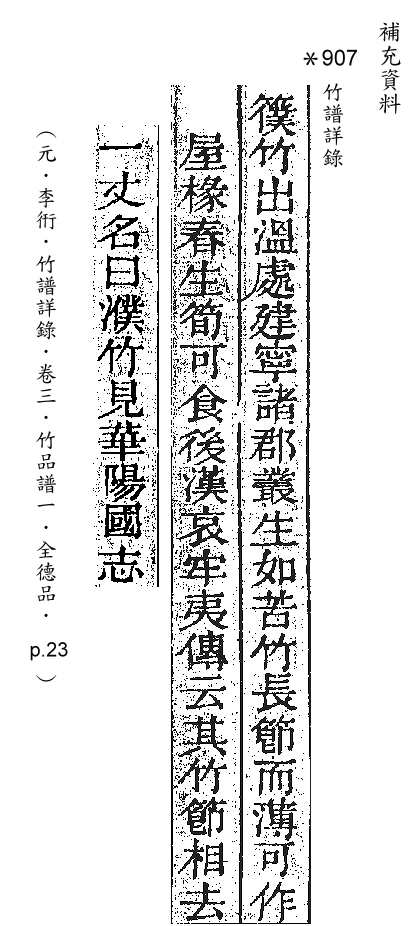 補充資料
*907
竹譜詳錄
篗竹出溫處建寧諸郡叢生如苦竹長節而薄可作
屋椽春生筍可食後漢哀牢夷傳云其竹節相去
一丈名曰濮竹見華陽國志
（元．李衎．竹譜詳錄．卷三．竹品譜一．全德品．p.23）